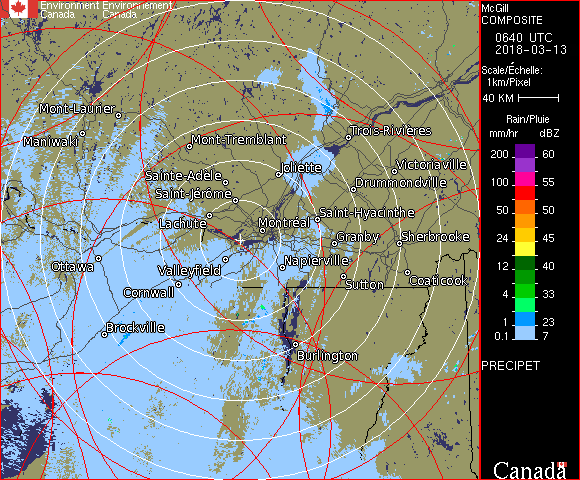 Environment Environnement
Canada Canada
McGill
COMPOSITE
0640 UTC
2018-03-13
Scale/Échelle:
1km/Pixel
40 KM
Rain/Pluie
mm/hr dBZ
200 60
100 55
50 50
24 45
12 40
8 33
4 28
1 23
0.1 7
PRECIPET
Canada
Mont-Laurier
Maniwaki
Mont-Tremblant
Trois-Rivières
Sainte-Adèle
Joliette
Victoriaville
Saint-Jérôme
Drummondville
Lachute
Montréal
Saint-Hyacinthe
Granby
Sherbrooke
Ottawa
Valleyfield
Napierville
Cornwall
Sutton
Coaticook
Brockville
Burlington